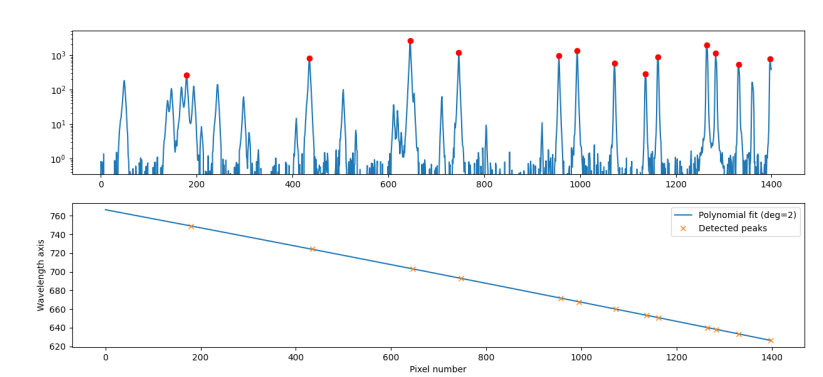 10³
10²
10¹
10⁰
0 200 400 600 800 1000 1200 1400
760
740
720
700
680
660
640
620
Wavelength axis
Polynomial fit (deg=2)
Detected peaks
0 200 400 600 800 1000 1200 1400
Pixel number